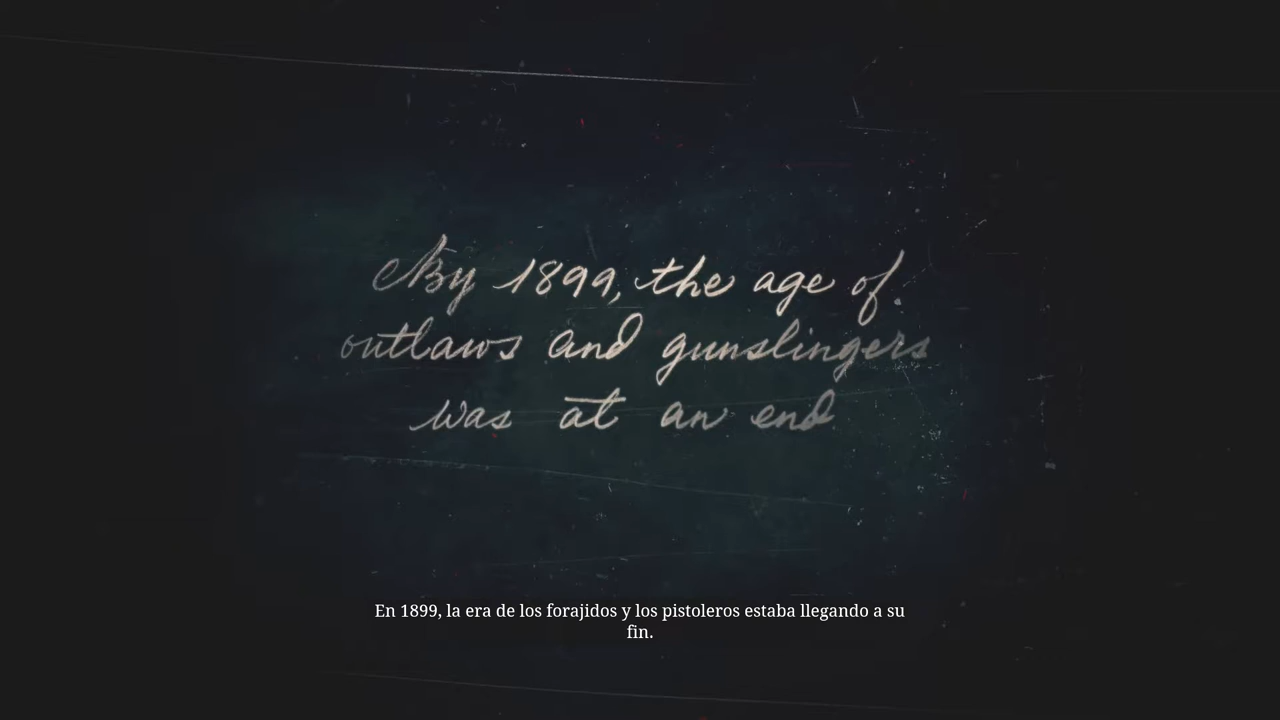 By 1899, the age of
outlaws and gunslingers
was at an end
En 1899, la era de los forajidos y los pistoleros estaba llegando a su
fin.